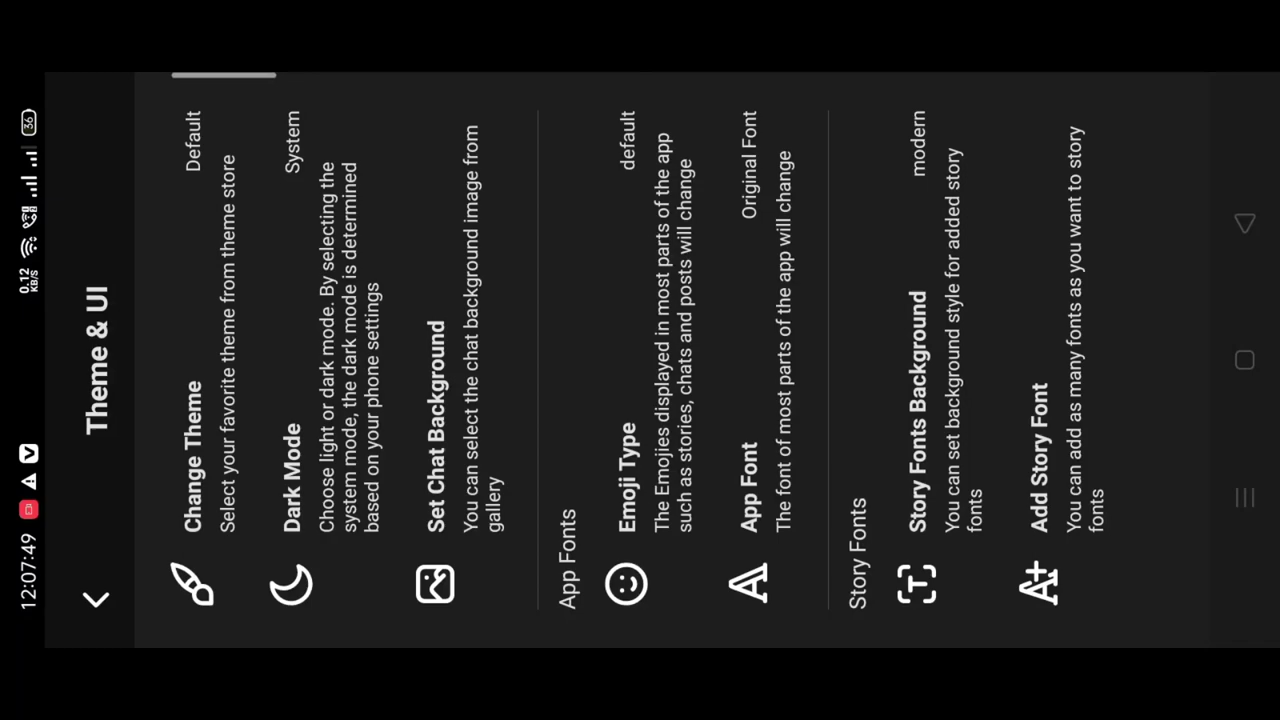 12:07:49
0.12
KB/S
36
Theme & UI
Change Theme
Default
Select your favorite theme from theme store
Dark Mode
System
Choose light or dark mode. By selecting the
system mode, the dark mode is determined
based on your phone settings
Set Chat Background
You can select the chat background image from
gallery
App Fonts
Emoji Type
default
The Emojies displayed in most parts of the app
such as stories, chats and posts will change
App Font
Original Font
The font of most parts of the app will change
Story Fonts
Story Fonts Background
modern
You can set background style for added story
fonts
Add Story Font
You can add as many fonts as you want to story
fonts